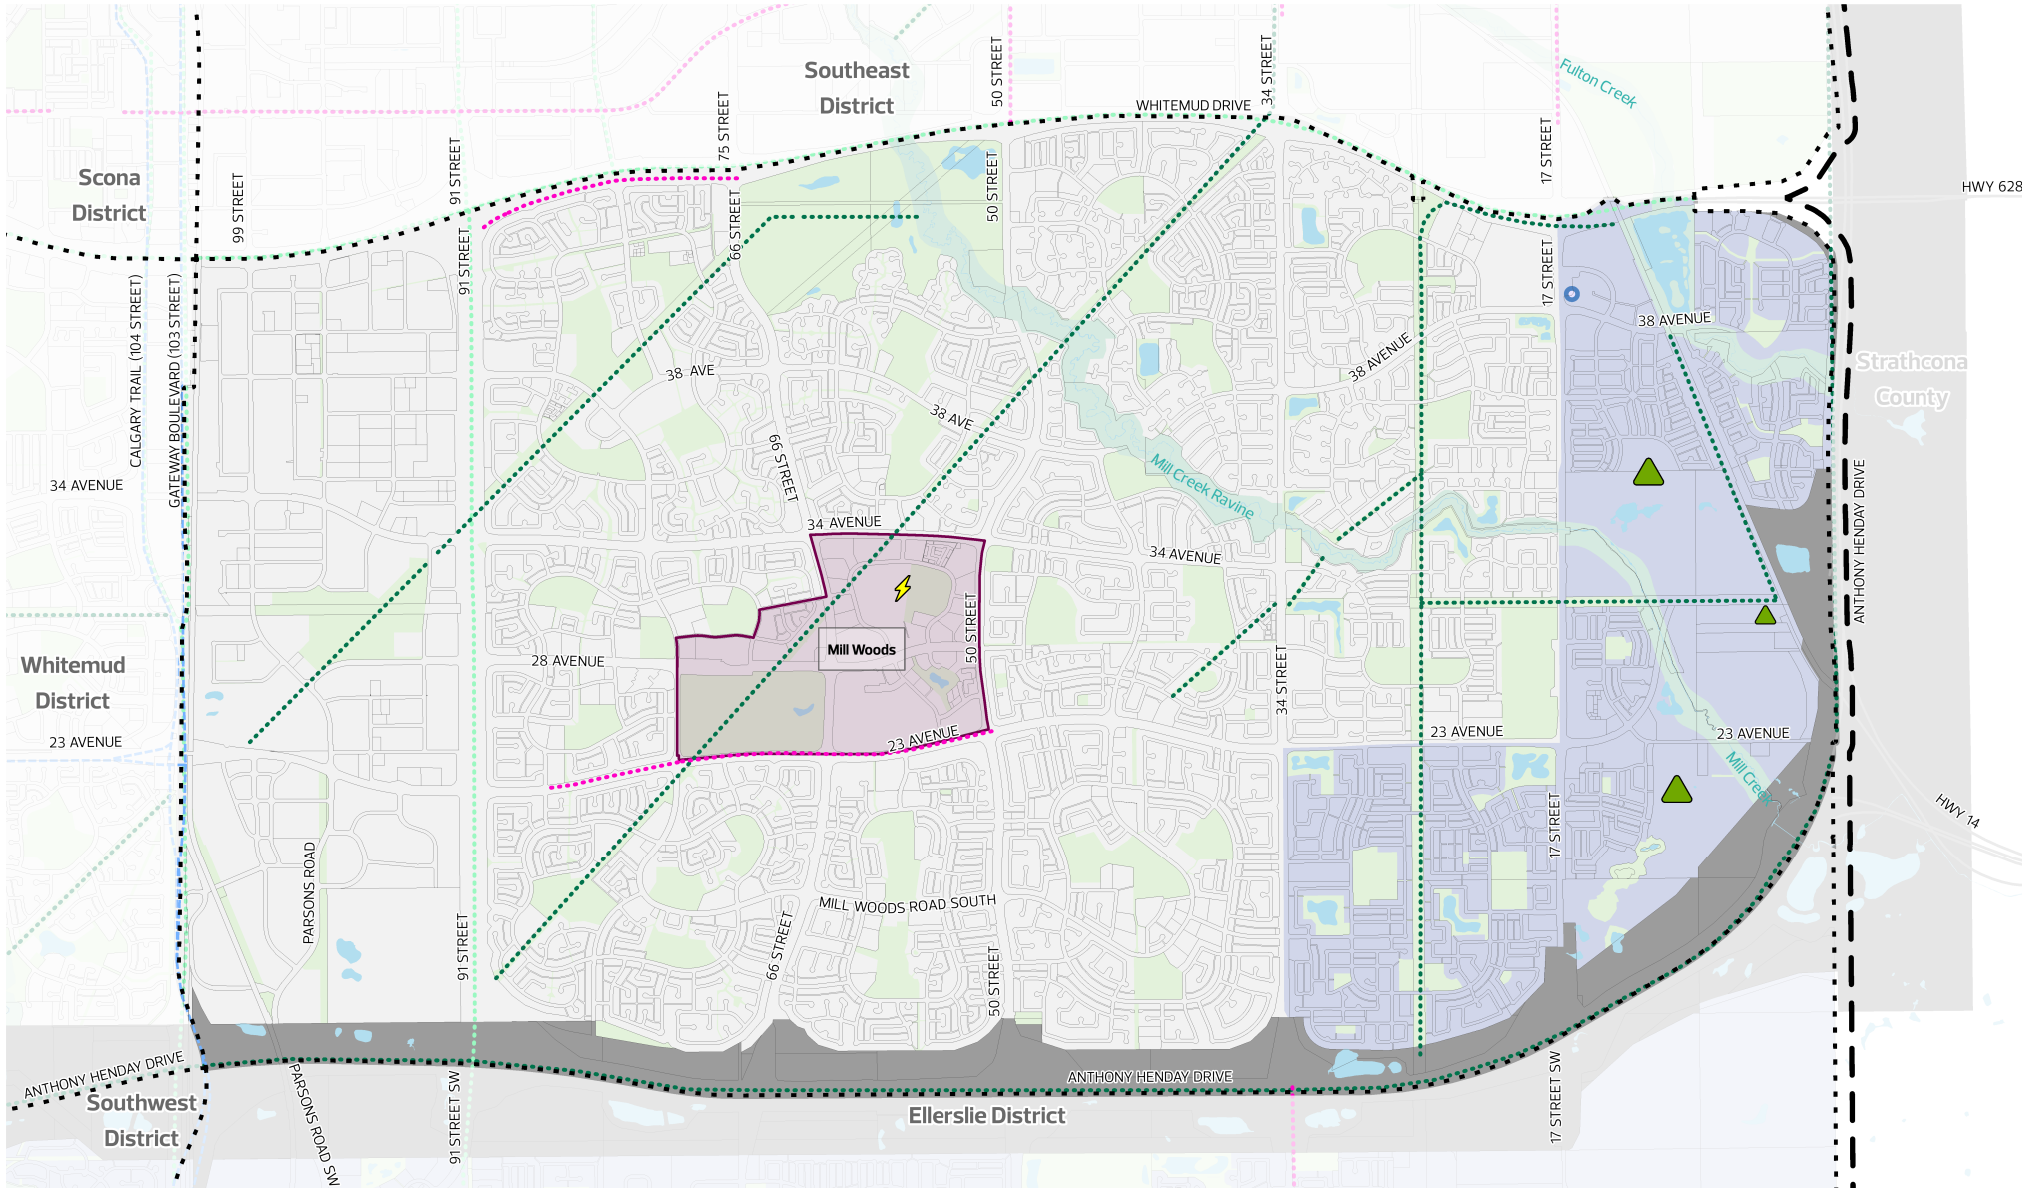 Fulton Creek
Southeast
District
50 STREET
34 STREET
WHITEMUD DRIVE
75 STREET
91 STREET
17 STREET
Scona
District
99 STREET
HWY 628
66 STREET
50 STREET
91 STREET
17 STREET
CALGARY TRAIL (104 STREET)
GATEWAY BOULEVARD (103 STREET)
38 AVENUE
38 AVENUE
38 AVE
38 AVE
Strathcona
County
66 STREET
34 AVENUE
Mill Creek Ravine
34 AVENUE
34 AVENUE
ANTHONY HENDAY DRIVE
50 STREET
Mill Woods
28 AVENUE
34 STREET
Whitemud
District
23 AVENUE
23 AVENUE
23 AVENUE
23 AVENUE
Mill Creek
HWY 14
17 STREET
PARSONS ROAD
MILL WOODS ROAD SOUTH
66 STREET
91 STREET
50 STREET
ANTHONY HENDAY DRIVE
ANTHONY HENDAY DRIVE
Southwest
District
PARSONS ROAD SW
91 STREET SW
Ellerslie District
17 STREET SW